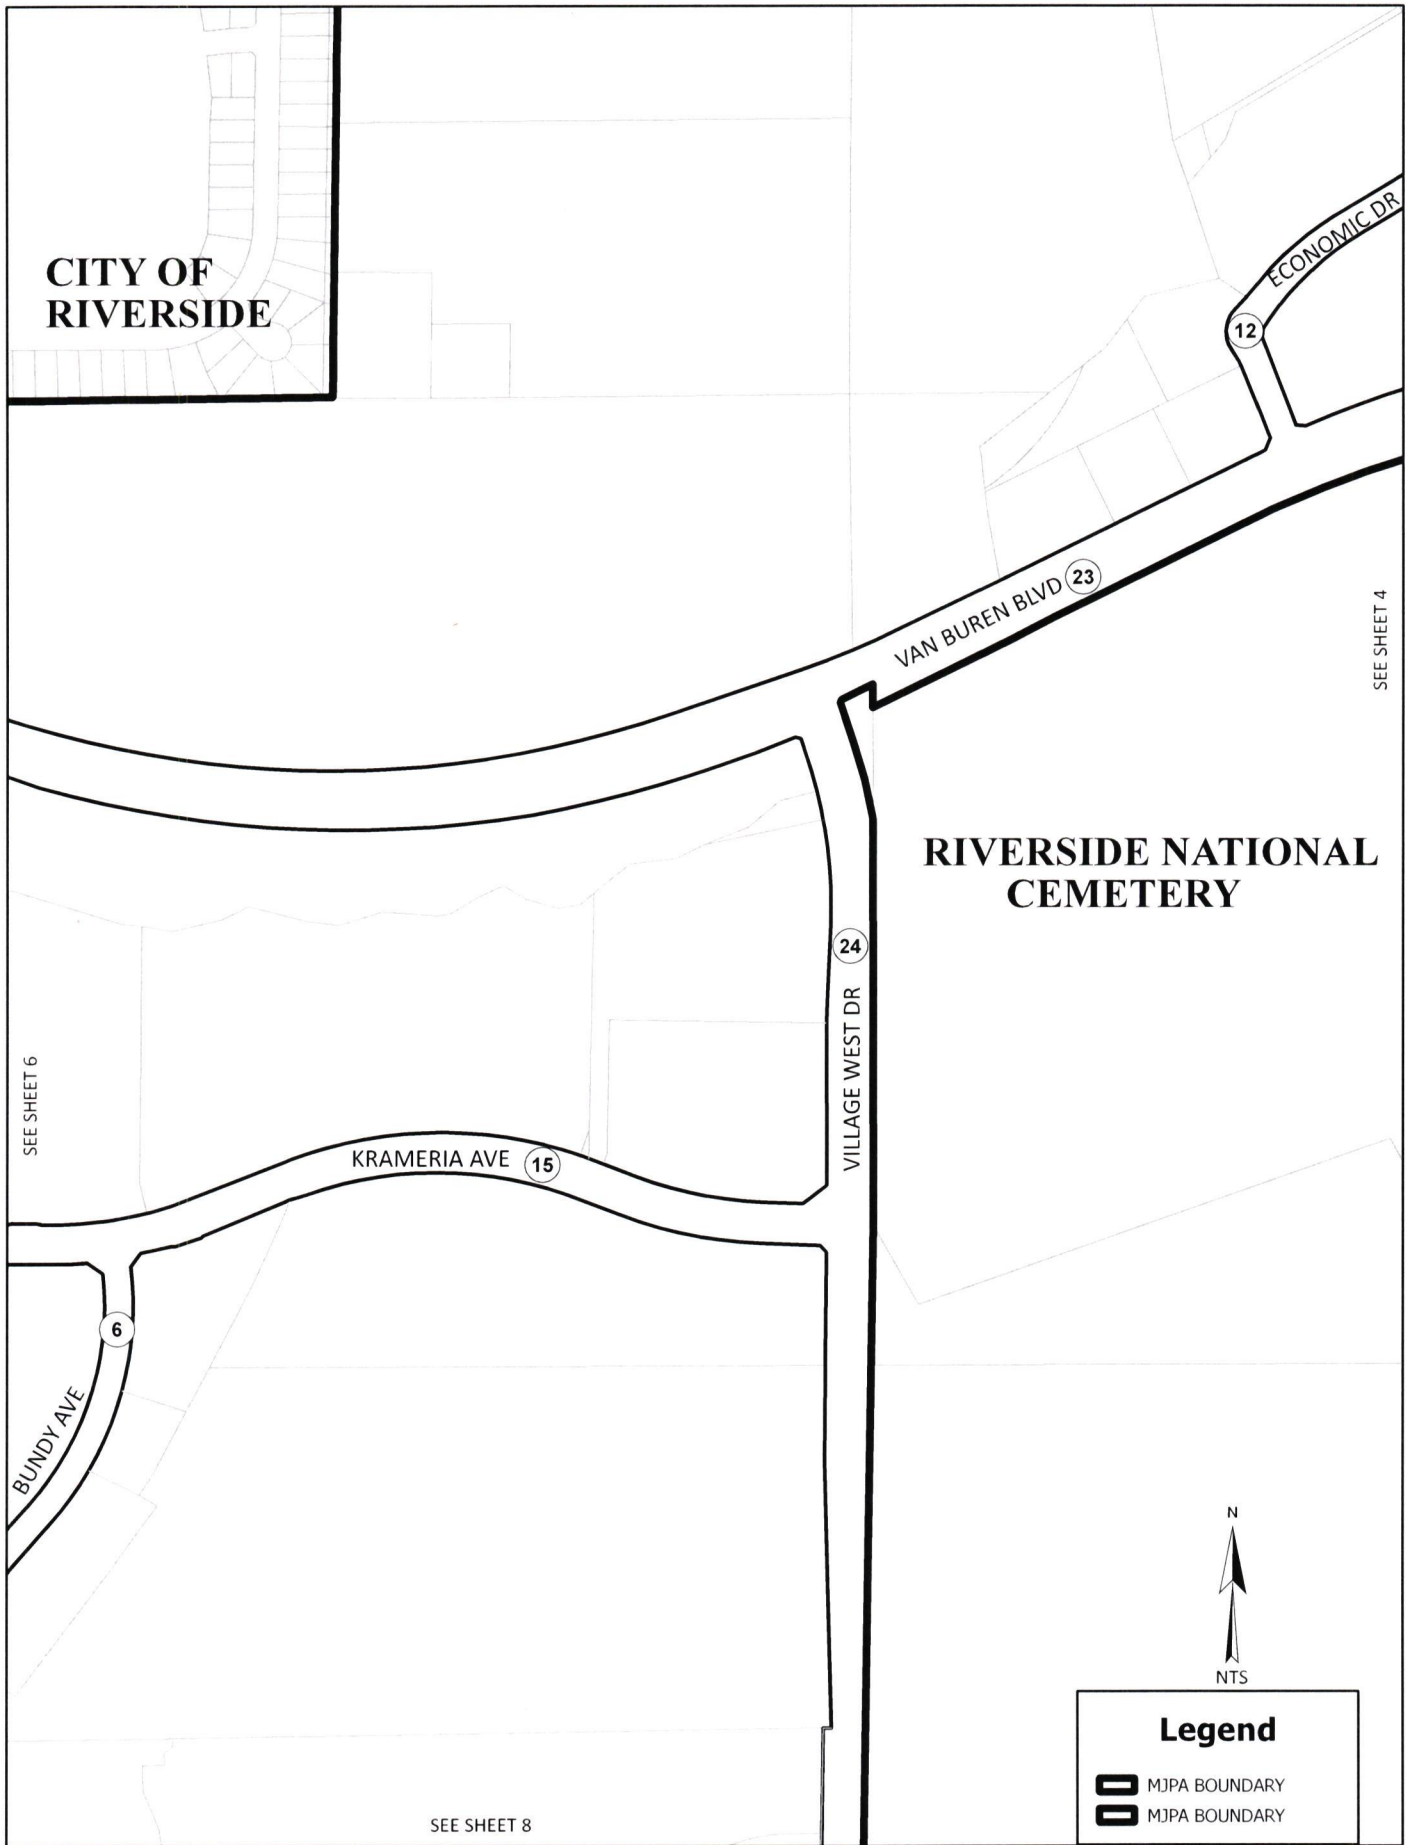 ECONOMIC DR
CITY OF
RIVERSIDE
12
23
VAN BUREN BLVD
SEE SHEET 4
RIVERSIDE NATIONAL
CEMETERY
24
VILLAGE WEST DR
SEE SHEET 6
KRAMERIA AVE
15
6
BUNDY AVE
N
NTS
Legend
MJPA BOUNDARY
MJPA BOUNDARY
SEE SHEET 8